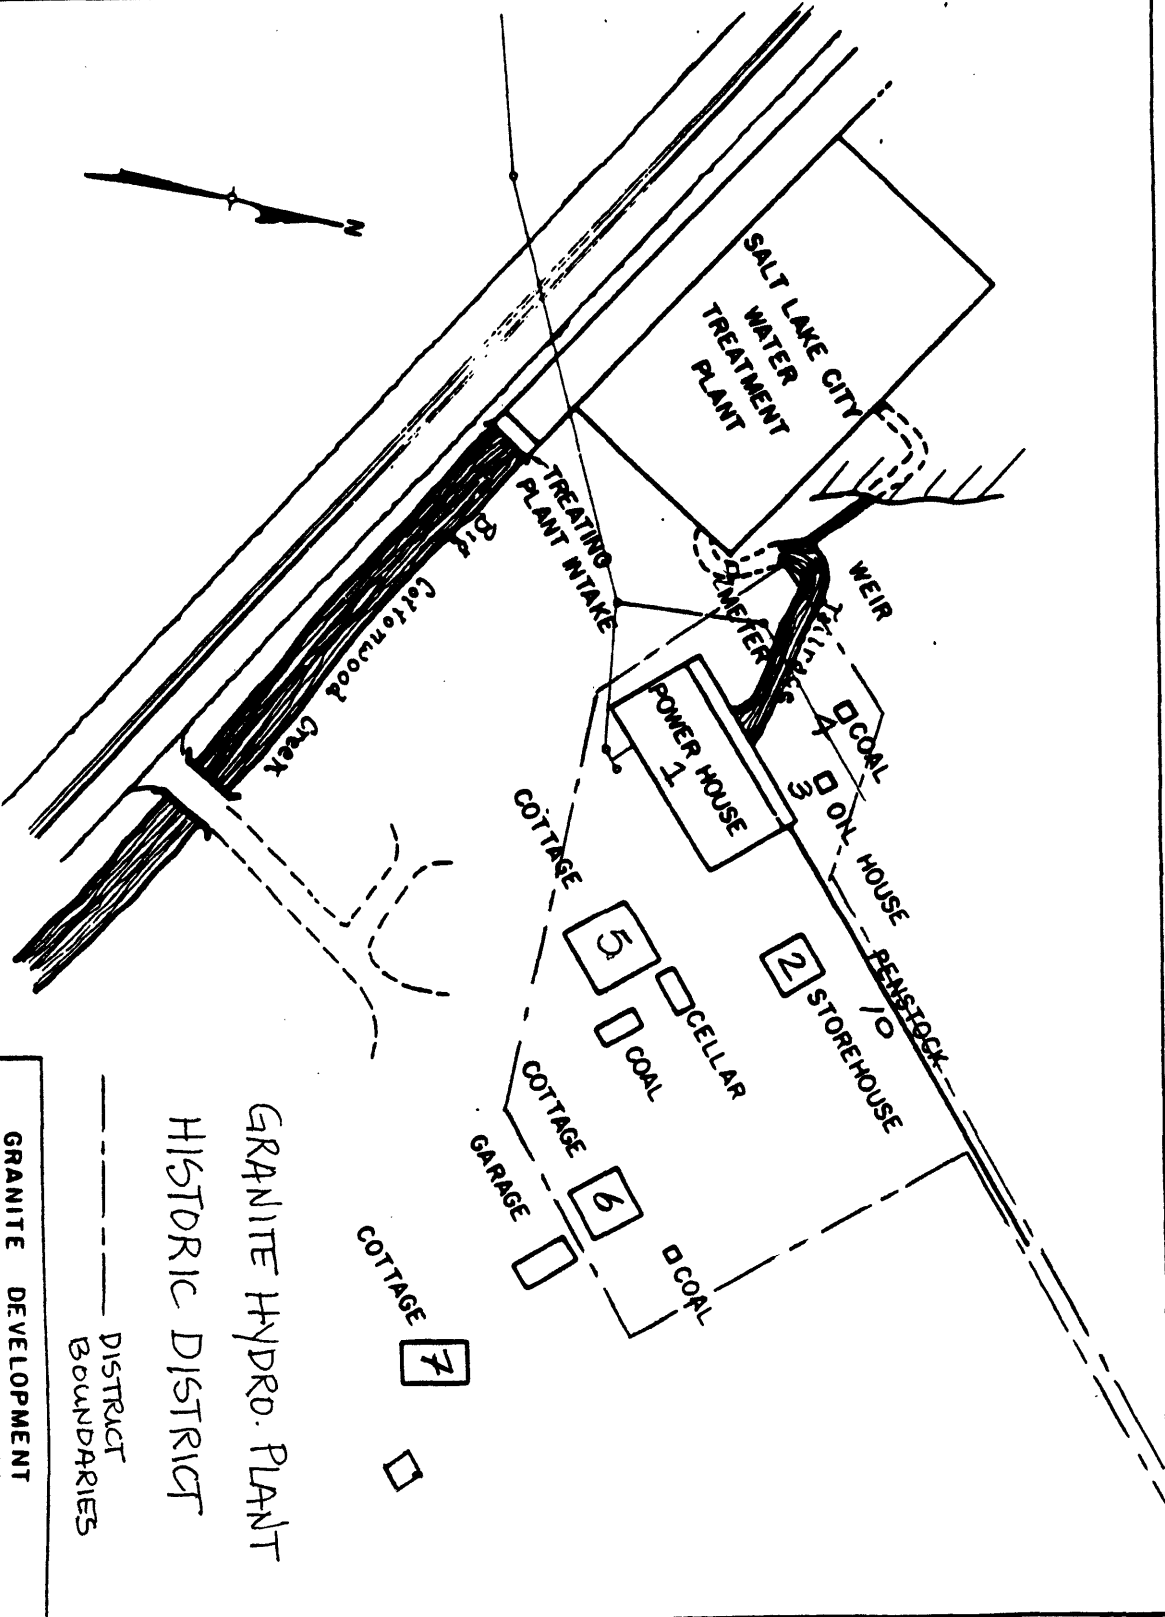 N
SALT LAKE CITY
WATER
TREATMENT
PLANT
WEIR
Tailrace
METER
TREATING
PLANT INTAKE
Big Cottonwood Creek
POWER HOUSE
1
COAL
4
3
ON HOUSE
PENSTOCK
10
2
STOREHOUSE
COTTAGE
5
CELLAR
COAL
COTTAGE
6
GARAGE
COAL
COTTAGE
7
GRANITE HYDRO. PLANT
HISTORIC DISTRICT
DISTRICT
BOUNDARIES
GRANITE DEVELOPMENT